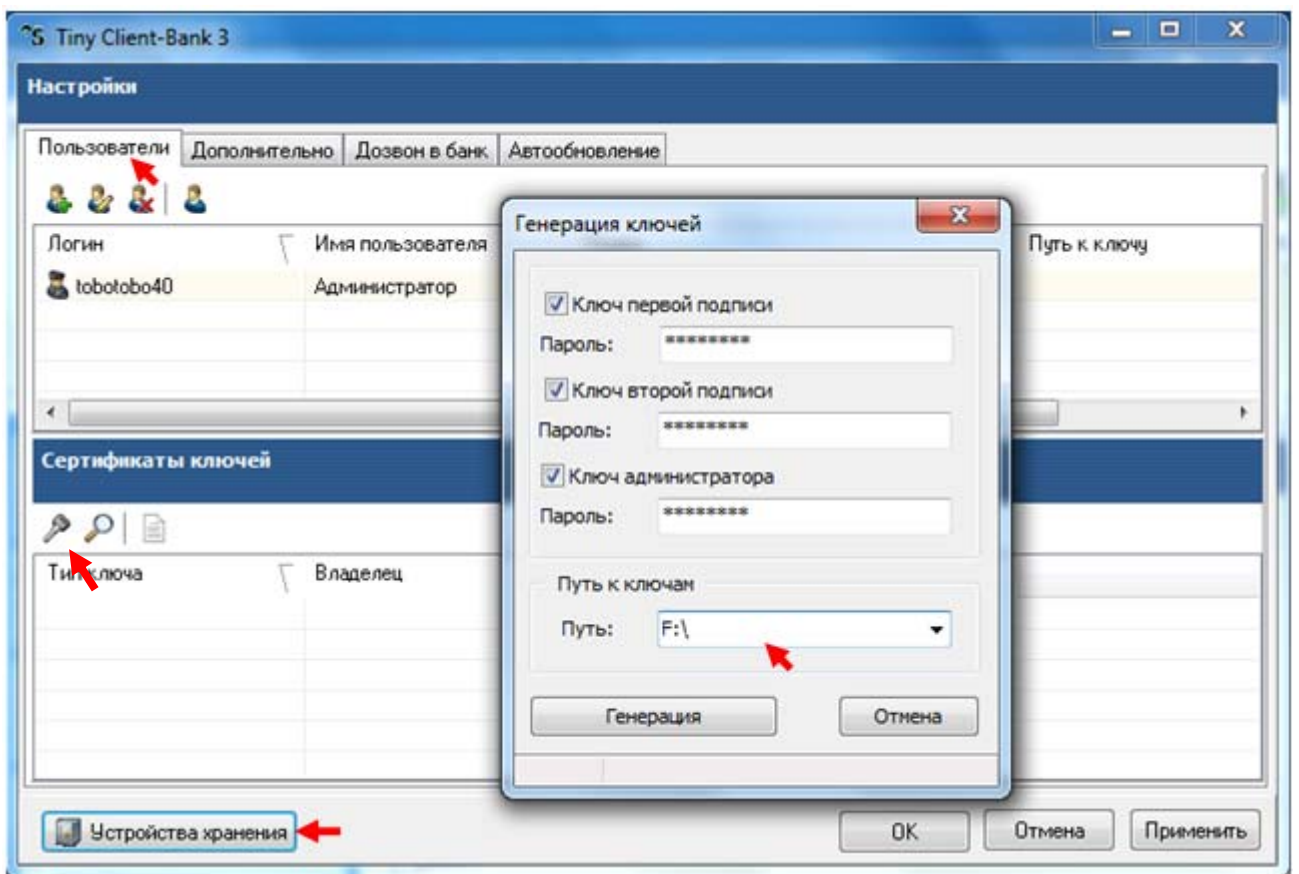 Tiny Client-Bank 3
Настройки
Пользователи Дополнительно Дозвон в банк Автообновление
Логин Имя пользователя Путь к ключу
tobotobo40 Администратор
Сертификаты ключей
Тип ключа Владелец
Устройства хранения
OK Отмена Применить
Генерация ключей
Ключ первой подписи
Пароль: ********
Ключ второй подписи
Пароль: ********
Ключ администратора
Пароль: ********
Путь к ключам
Путь: F:\
Генерация Отмена